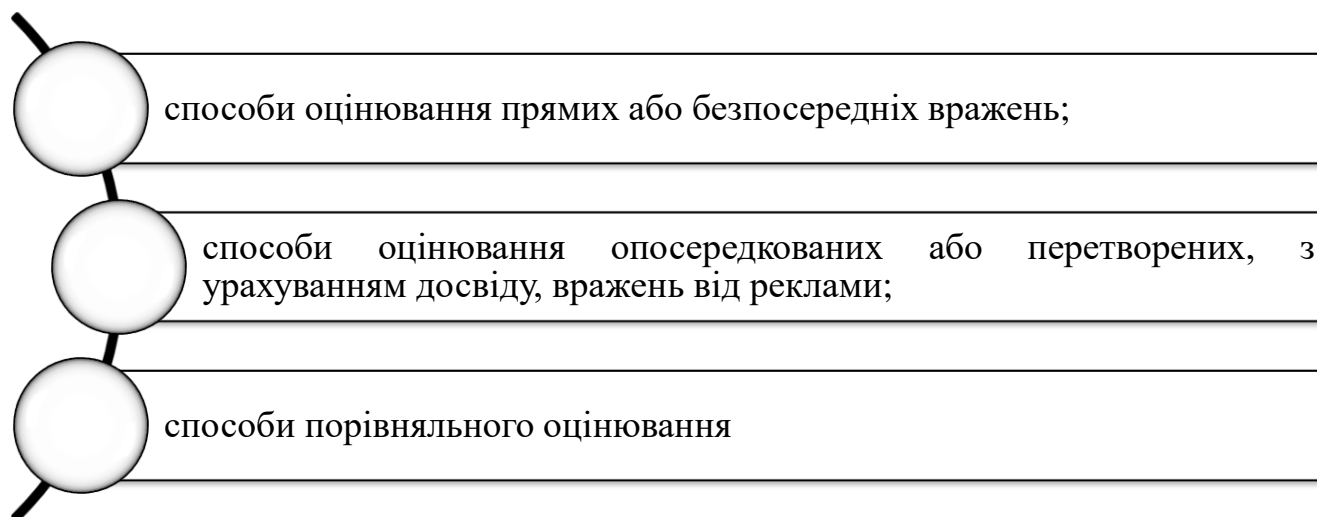 способи оцінювання прямих або безпосередніх вражень;
способи оцінювання опосередкованих або перетворених, з
урахуванням досвіду, вражень від реклами;
способи порівняльного оцінювання